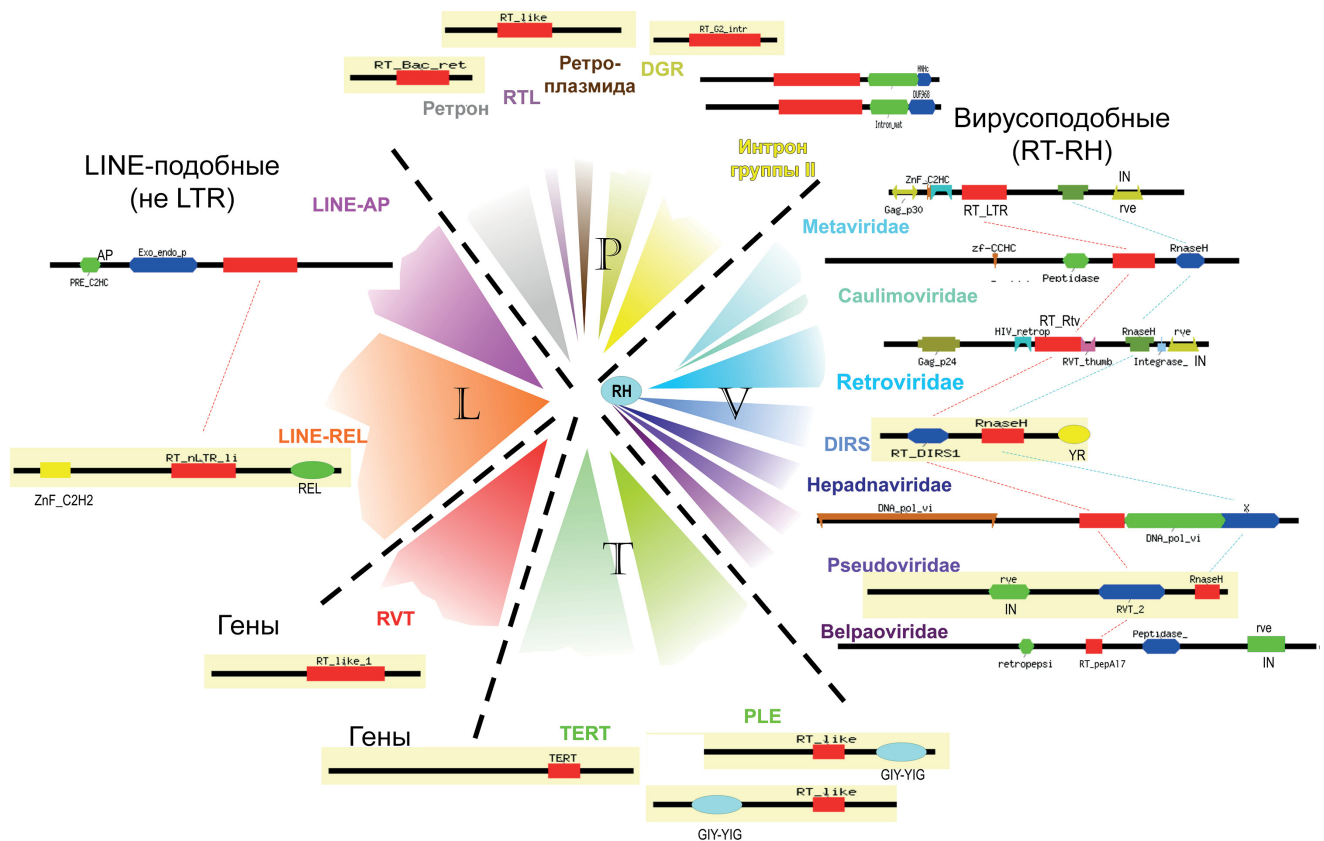 RT_like
RT_Bac_ret
RT_G2_intr
Ретрон
RTL
Ретро-
плазмида
DGR
HNHc
DUF968
Intron_mat
Интрон
группы II
LINE-подобные
(не LTR)
AP
Exo_endo_p
PRE_C2HC
LINE-AP
LINE-REL
RT_nLTR_li
ZnF_C2H2
REL
P
L
V
T
RH
Вирусоподобные
(RT-RH)
ZnF_C2HC
IN
Gag_p30
RT_LTR
rve
Metaviridae
zf-CCHC
RnaseH
Peptidase
Caulimoviridae
HIV_netrop
RT_Rtv
RnaseH
rve
Gag_p24
RVT_thumb
Integrase_
IN
Retroviridae
RnaseH
DIRS
RT_DIRS1
YR
Hepadnaviridae
DNA_pol_vi
X
DNA_pol_vi
Pseudoviridae
rve
RnaseH
IN
RVT_2
Belpaoviridae
Peptidase_
rve
retropepsi
RT_pepA17
IN
RVT
Гены
RT_like_1
Гены
TERT
TERT
PLE
RT_like
GIY-YIG
RT_like
GIY-YIG